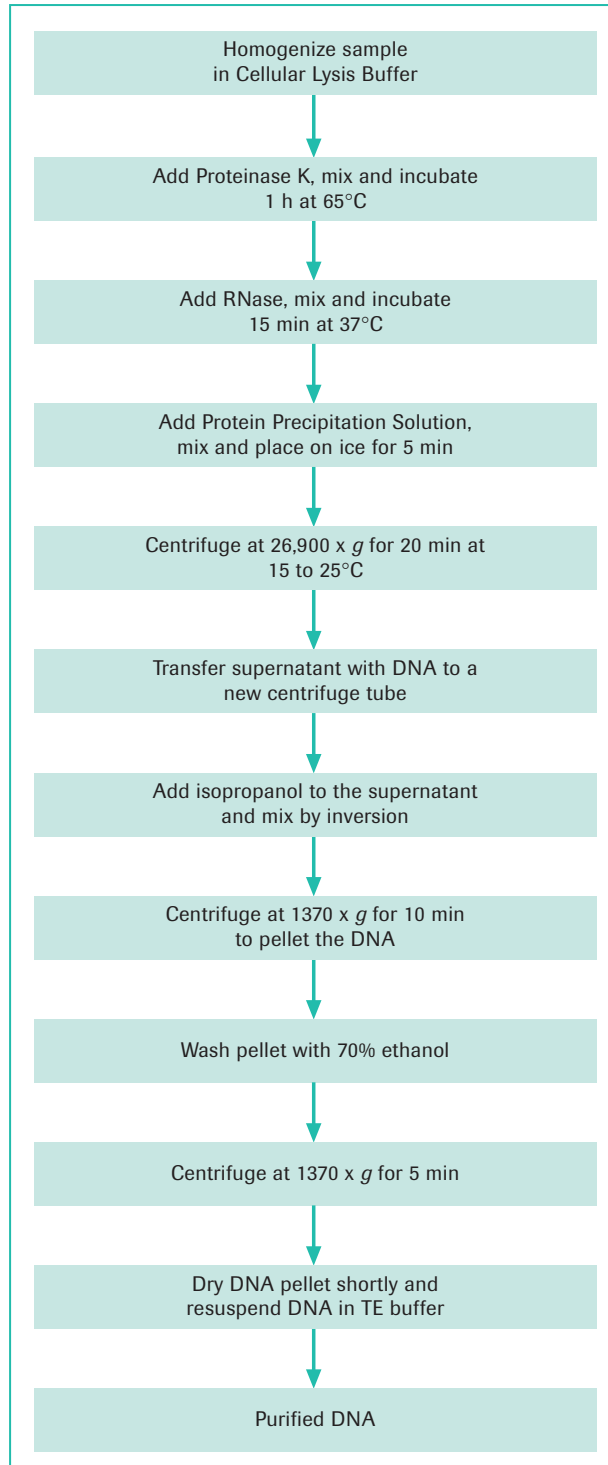 Homogenize sample
in Cellular Lysis Buffer
Add Proteinase K, mix and incubate
1 h at 65°C
Add RNase, mix and incubate
15 min at 37°C
Add Protein Precipitation Solution,
mix and place on ice for 5 min
Centrifuge at 26,900 x g for 20 min at
15 to 25°C
Transfer supernatant with DNA to a
new centrifuge tube
Add isopropanol to the supernatant
and mix by inversion
Centrifuge at 1370 x g for 10 min
to pellet the DNA
Wash pellet with 70% ethanol
Centrifuge at 1370 x g for 5 min
Dry DNA pellet shortly and
resuspend DNA in TE buffer
Purified DNA